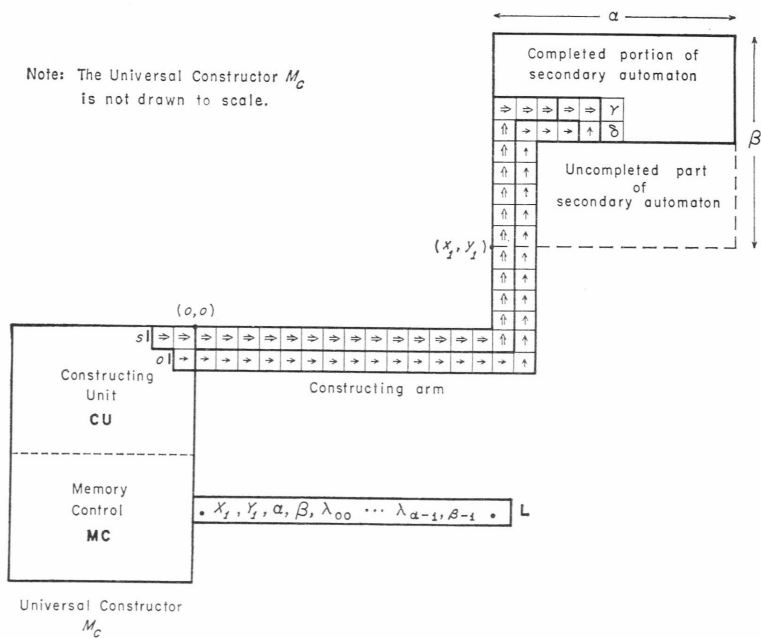 α
Completed portion of
secondary automaton
Note: The Universal Constructor M_c
is not drawn to scale.
γ
δ
β
Uncompleted part
of
secondary automaton
(X_1, Y_1)
(0,0)
sI
oI
Constructing
Unit
CU
Constructing arm
Memory
Control
MC
. X_1, Y_1, α, β, λ_00 ··· λ_α-1, β-1 . L
Universal Constructor
M_c